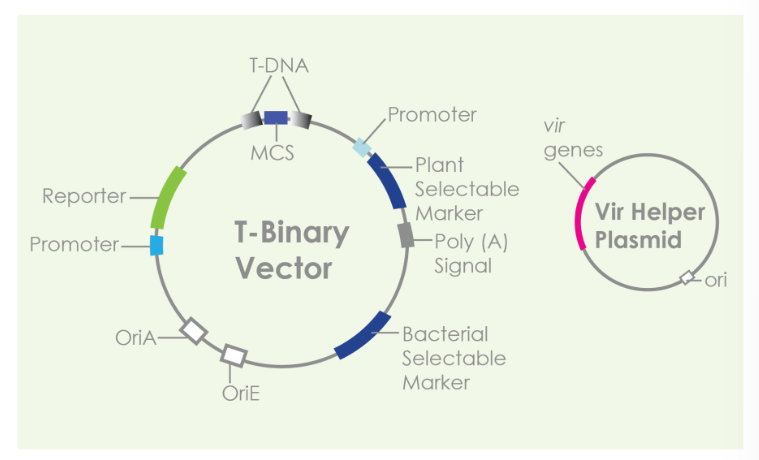 T-DNA
MCS
Promoter
Plant
Selectable
Marker
Poly (A)
Signal
Reporter
Promoter
T-Binary
Vector
OriA
OriE
Bacterial
Selectable
Marker
vir
genes
Vir Helper
Plasmid
ori